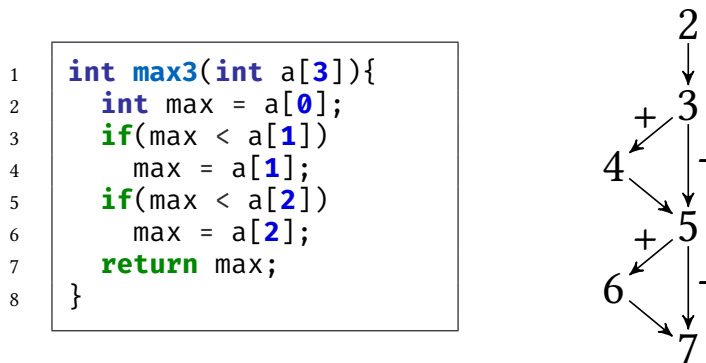 1 int max3(int a[3]){
2   int max = a[0];
3   if(max < a[1])
4     max = a[1];
5   if(max < a[2])
6     max = a[2];
7   return max;
8 }
2
3
+
4
-
5
+
6
-
7